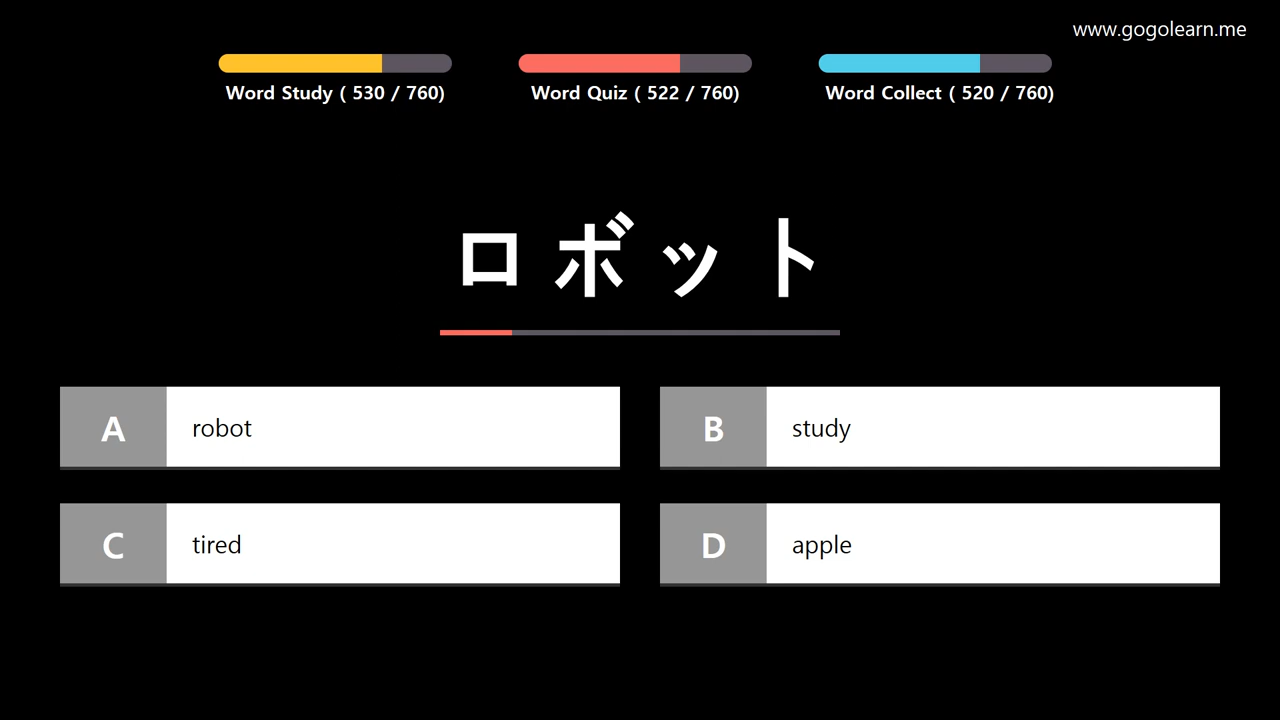 www.gogolearn.me
Word Study ( 530 / 760)
Word Quiz ( 522 / 760)
Word Collect ( 520 / 760)
ロボット
A robot
B study
C tired
D apple